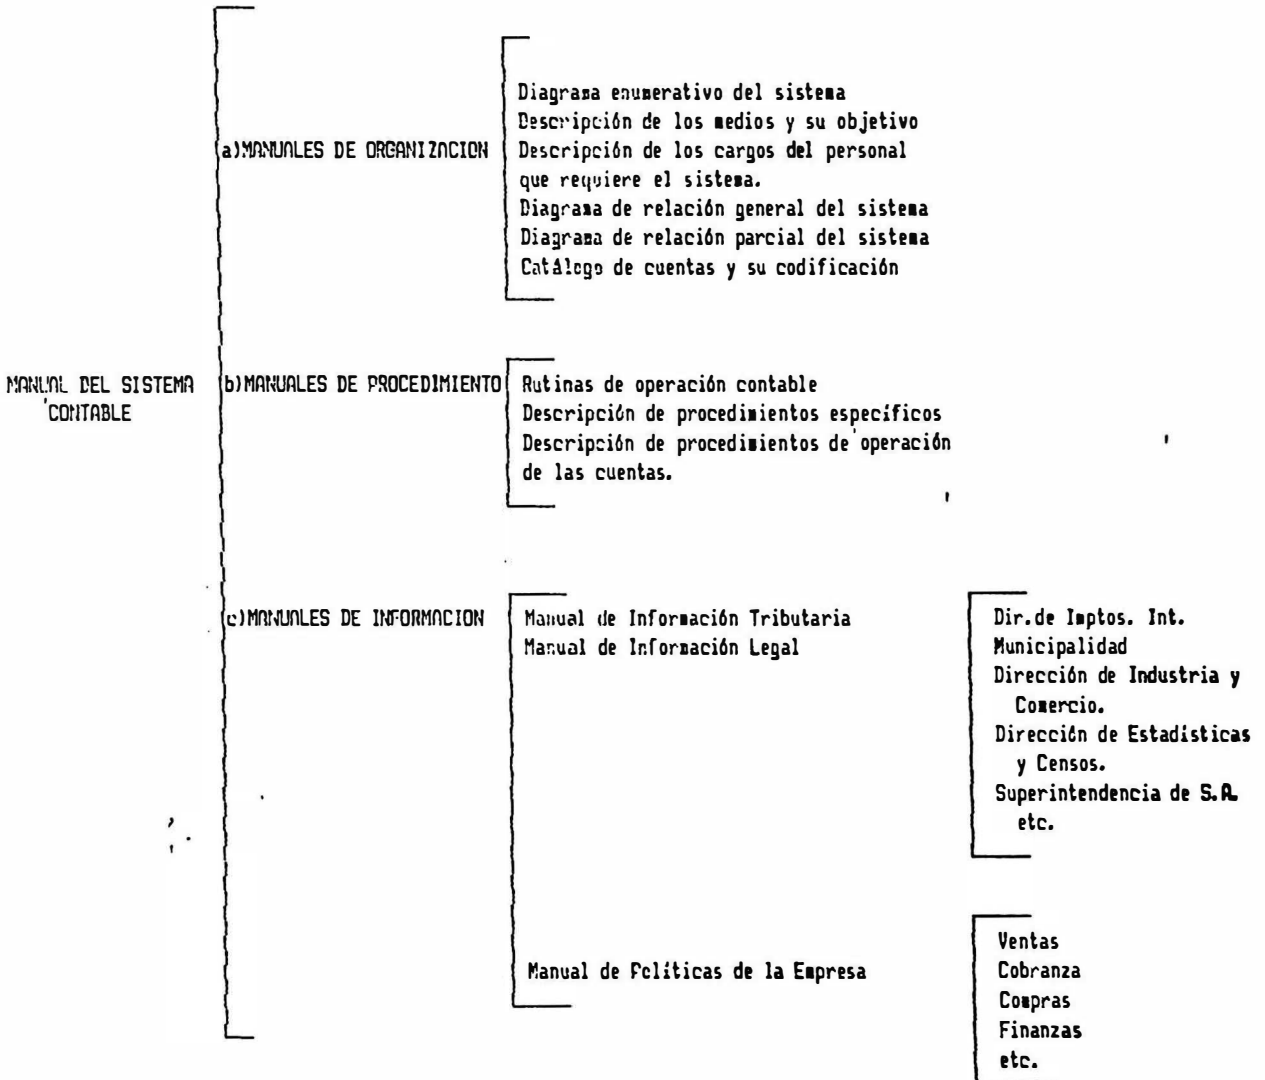 Diagrama enumerativo del sistema
Descripción de los medios y su objetivo
a)MANUALES DE ORGANIZACION
Descripción de los cargos del personal
que requiere el sistema.
Diagrama de relación general del sistema
Diagrama de relación parcial del sistema
Catálogo de cuentas y su codificación
MANUAL DEL SISTEMA
CONTABLE
b)MANUALES DE PROCEDIMIENTO
Rutinas de operación contable
Descripción de procedimientos específicos
Descripción de procedimientos de operación
de las cuentas.
c)MANUALES DE INFORMACION
Manual de Información Tributaria
Manual de Información Legal
Dir.de Imptos. Int.
Municipalidad
Dirección de Industria y
Comercio.
Dirección de Estadísticas
y Censos.
Superintendencia de S.A.
etc.
Manual de Políticas de la Empresa
Ventas
Cobranza
Compras
Finanzas
etc.